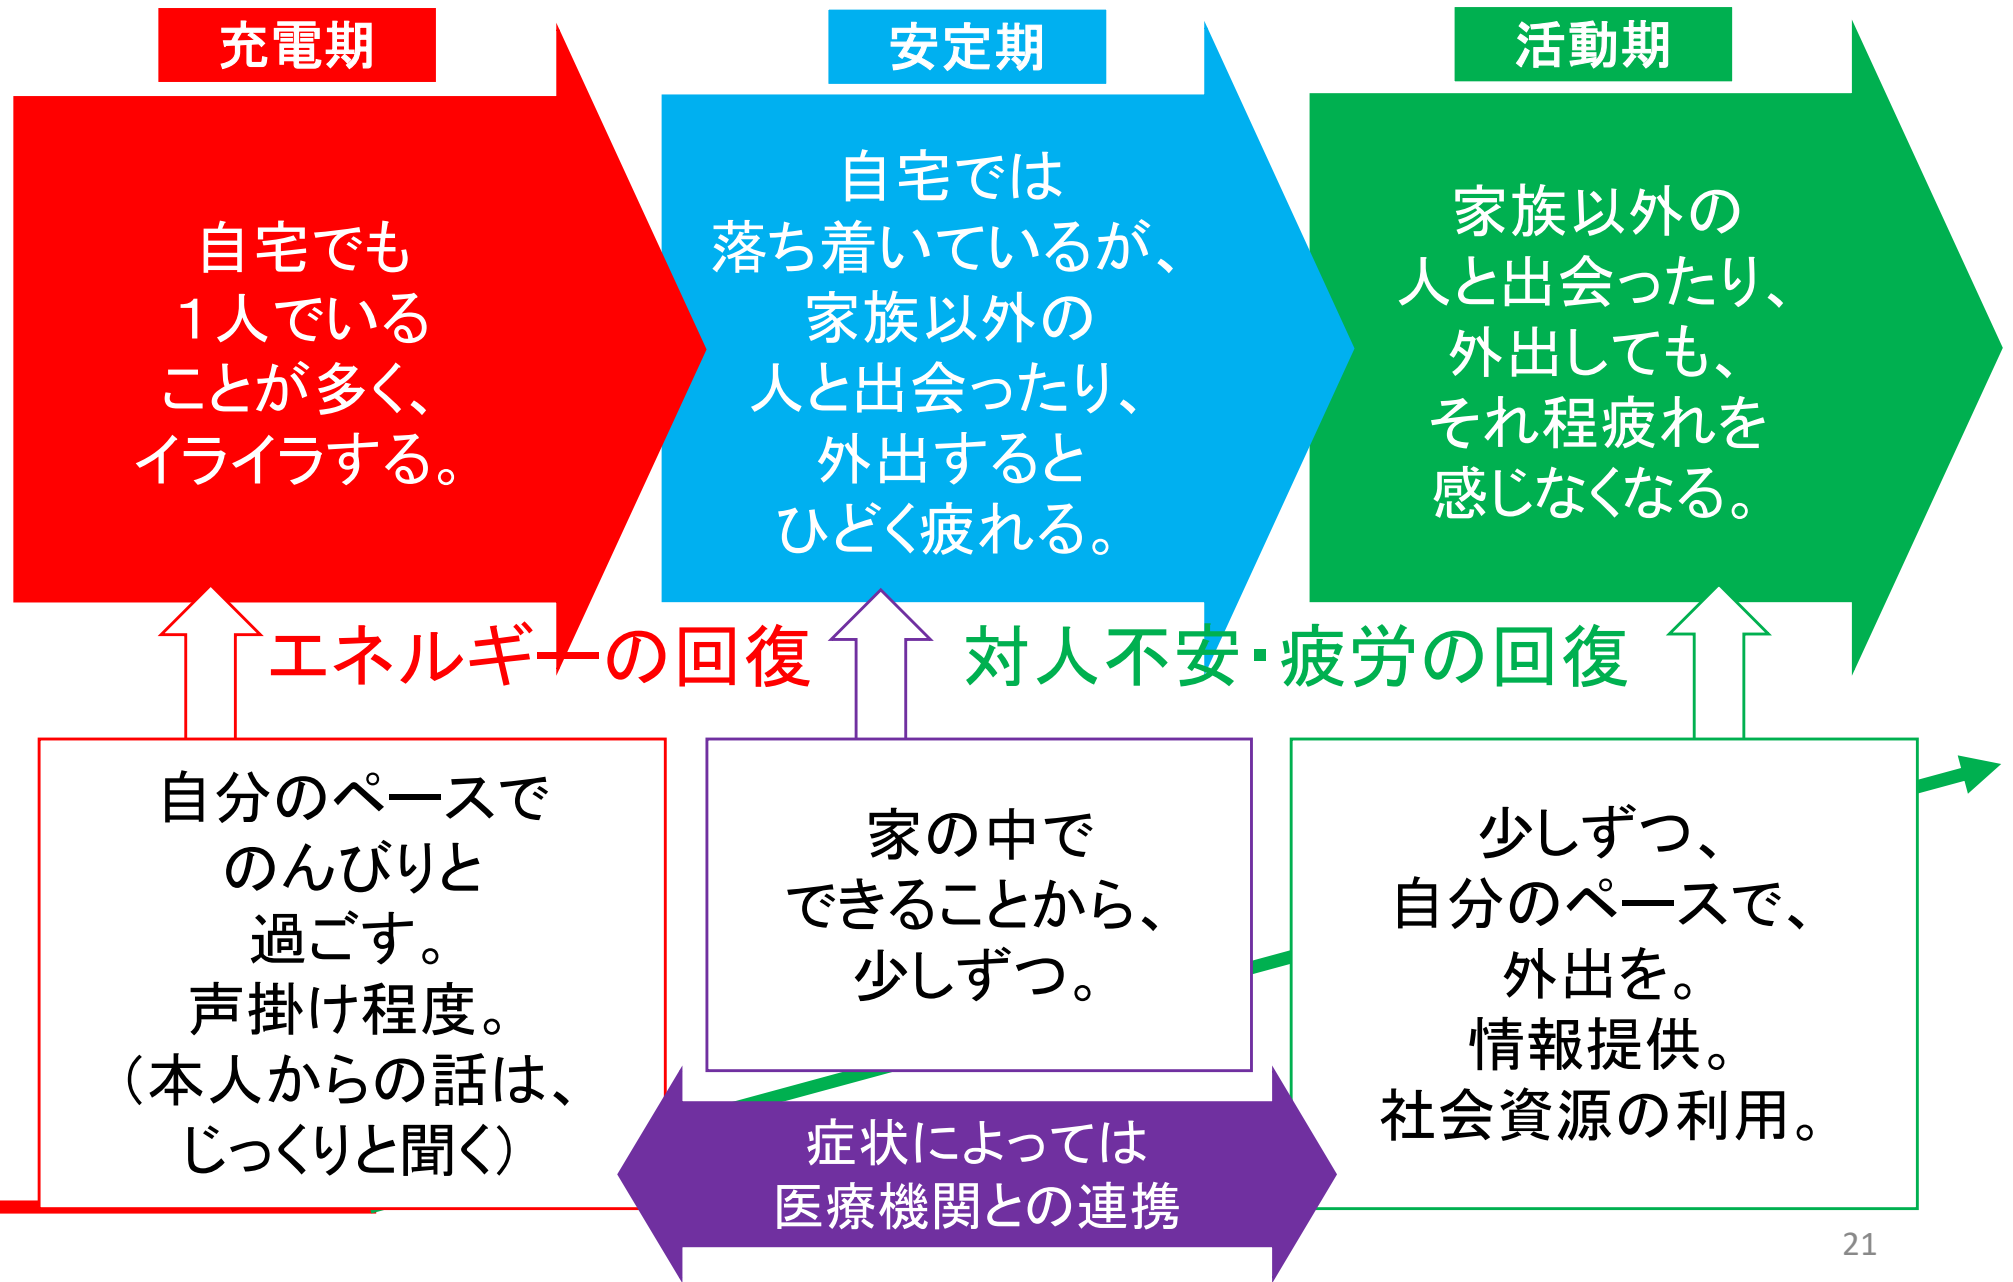 充電期
自宅でも
１人でいる
ことが多く、
イライラする。
安定期
自宅では
落ち着いているが、
家族以外の
人と出会ったり、
外出すると
ひどく疲れる。
活動期
家族以外の
人と出会ったり、
外出しても、
それ程疲れを
感じなくなる。
エネルギーの回復
対人不安・疲労の回復
自分のペースで
のんびりと
過ごす。
声掛け程度。
（本人からの話は、
じっくりと聞く）
家の中で
できることから、
少しずつ。
少しずつ、
自分のペースで、
外出を。
情報提供。
社会資源の利用。
症状によっては
医療機関との連携
21